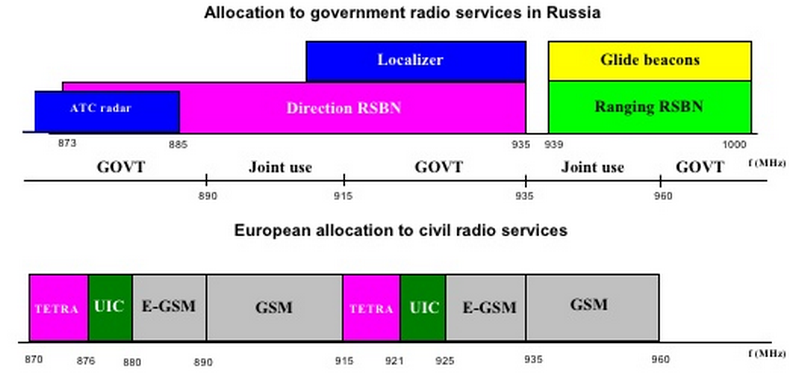 Allocation to government radio services in Russia
Localizer
Glide beacons
ATC radar
Direction RSBN
Ranging RSBN
873 885 935 939 1000
f (MHz)
GOVT Joint use GOVT Joint use GOVT
890 915 935 960
European allocation to civil radio services
TETRA UIC E-GSM GSM TETRA UIC E-GSM GSM
870 876 880 890 915 921 925 935 960
f (MHz)